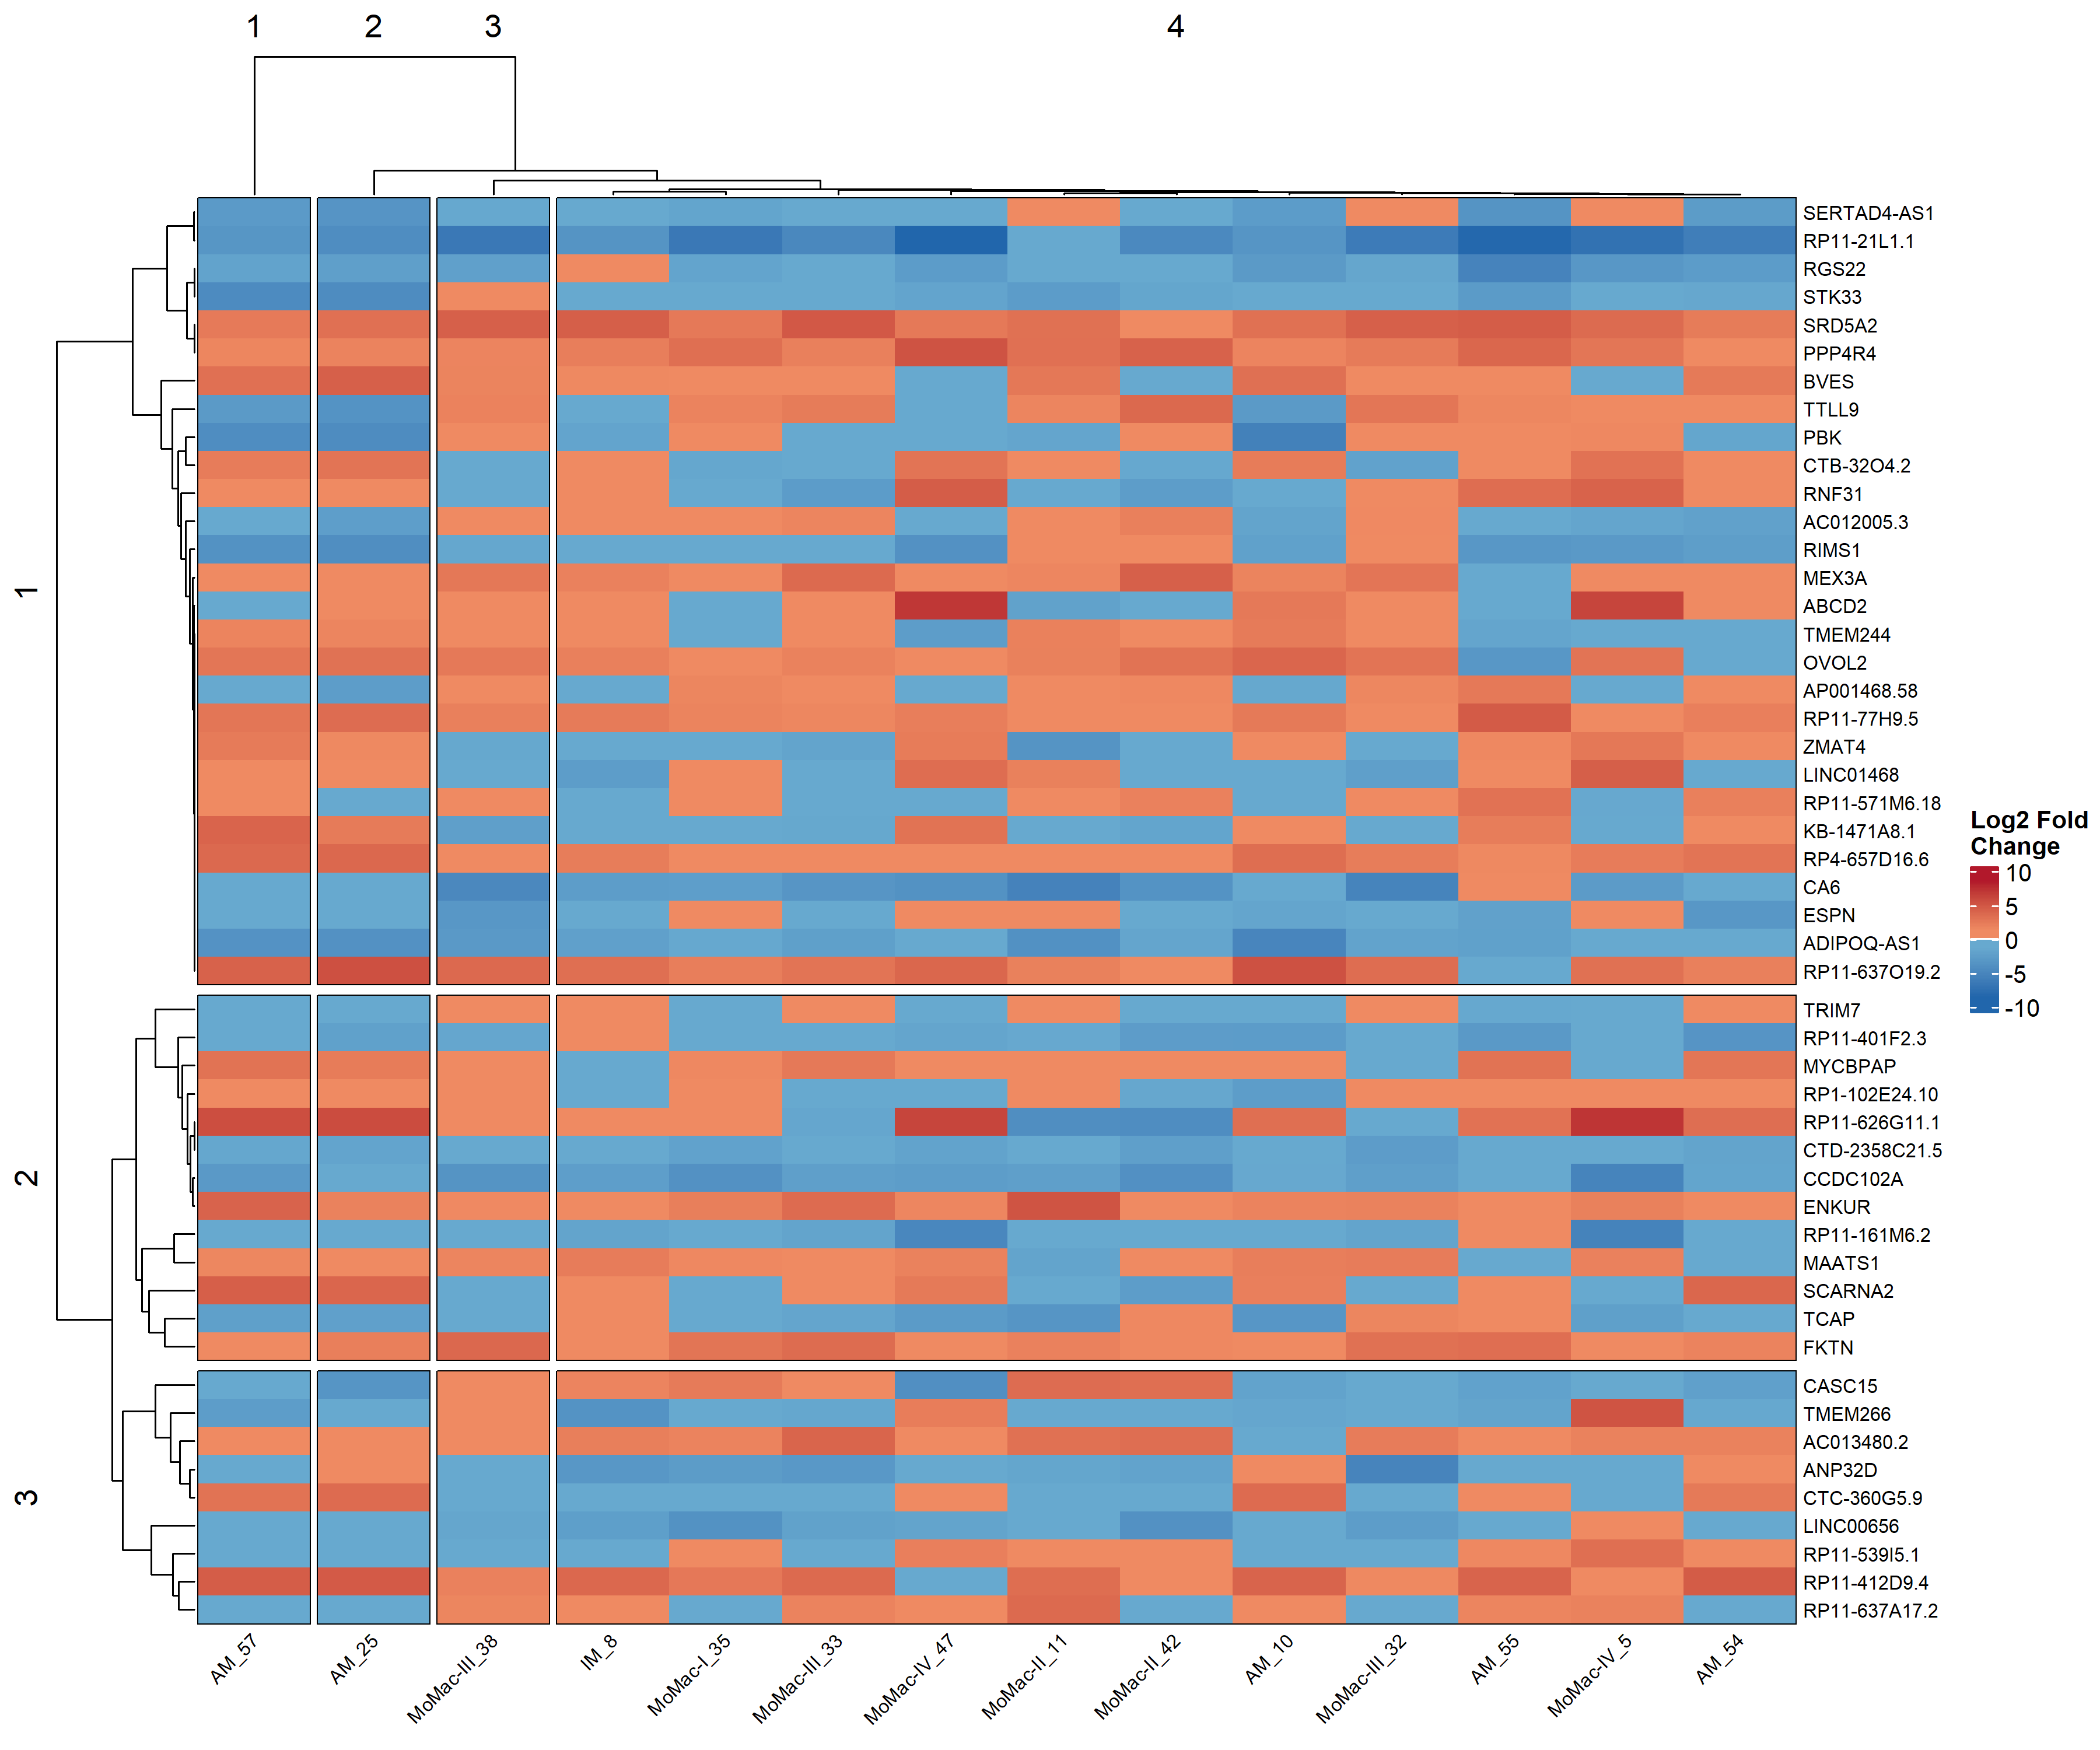 1 2 3 4
1
2
3
SERTAD4-AS1
RP11-21L1.1
RGS22
STK33
SRD5A2
PPP4R4
BVES
TTLL9
PBK
CTB-32O4.2
RNF31
AC012005.3
RIMS1
MEX3A
ABCD2
TMEM244
OVOL2
AP001468.58
RP11-77H9.5
ZMAT4
LINC01468
RP11-571M6.18
KB-1471A8.1
RP4-657D16.6
CA6
ESPN
ADIPOQ-AS1
RP11-637O19.2
TRIM7
RP11-401F2.3
MYCBPAP
RP1-102E24.10
RP11-626G11.1
CTD-2358C21.5
CCDC102A
ENKUR
RP11-161M6.2
MAATS1
SCARNA2
TCAP
FKTN
CASC15
TMEM266
AC013480.2
ANP32D
CTC-360G5.9
LINC00656
RP11-539I5.1
RP11-412D9.4
RP11-637A17.2
AM_57
AM_25
MoMac-III_38
IM_8
MoMac-I_35
MoMac-III_33
MoMac-IV_47
MoMac-II_11
MoMac-II_42
AM_10
MoMac-III_32
AM_55
MoMac-IV_5
AM_54
Log2 Fold
Change
10
5
0
-5
-10